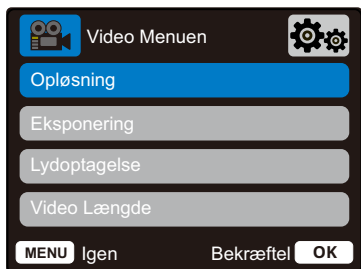 Video Menuen
Opløsning
Eksponering
Lydoptagelse
Video Længde
MENU Igen Bekræftel OK